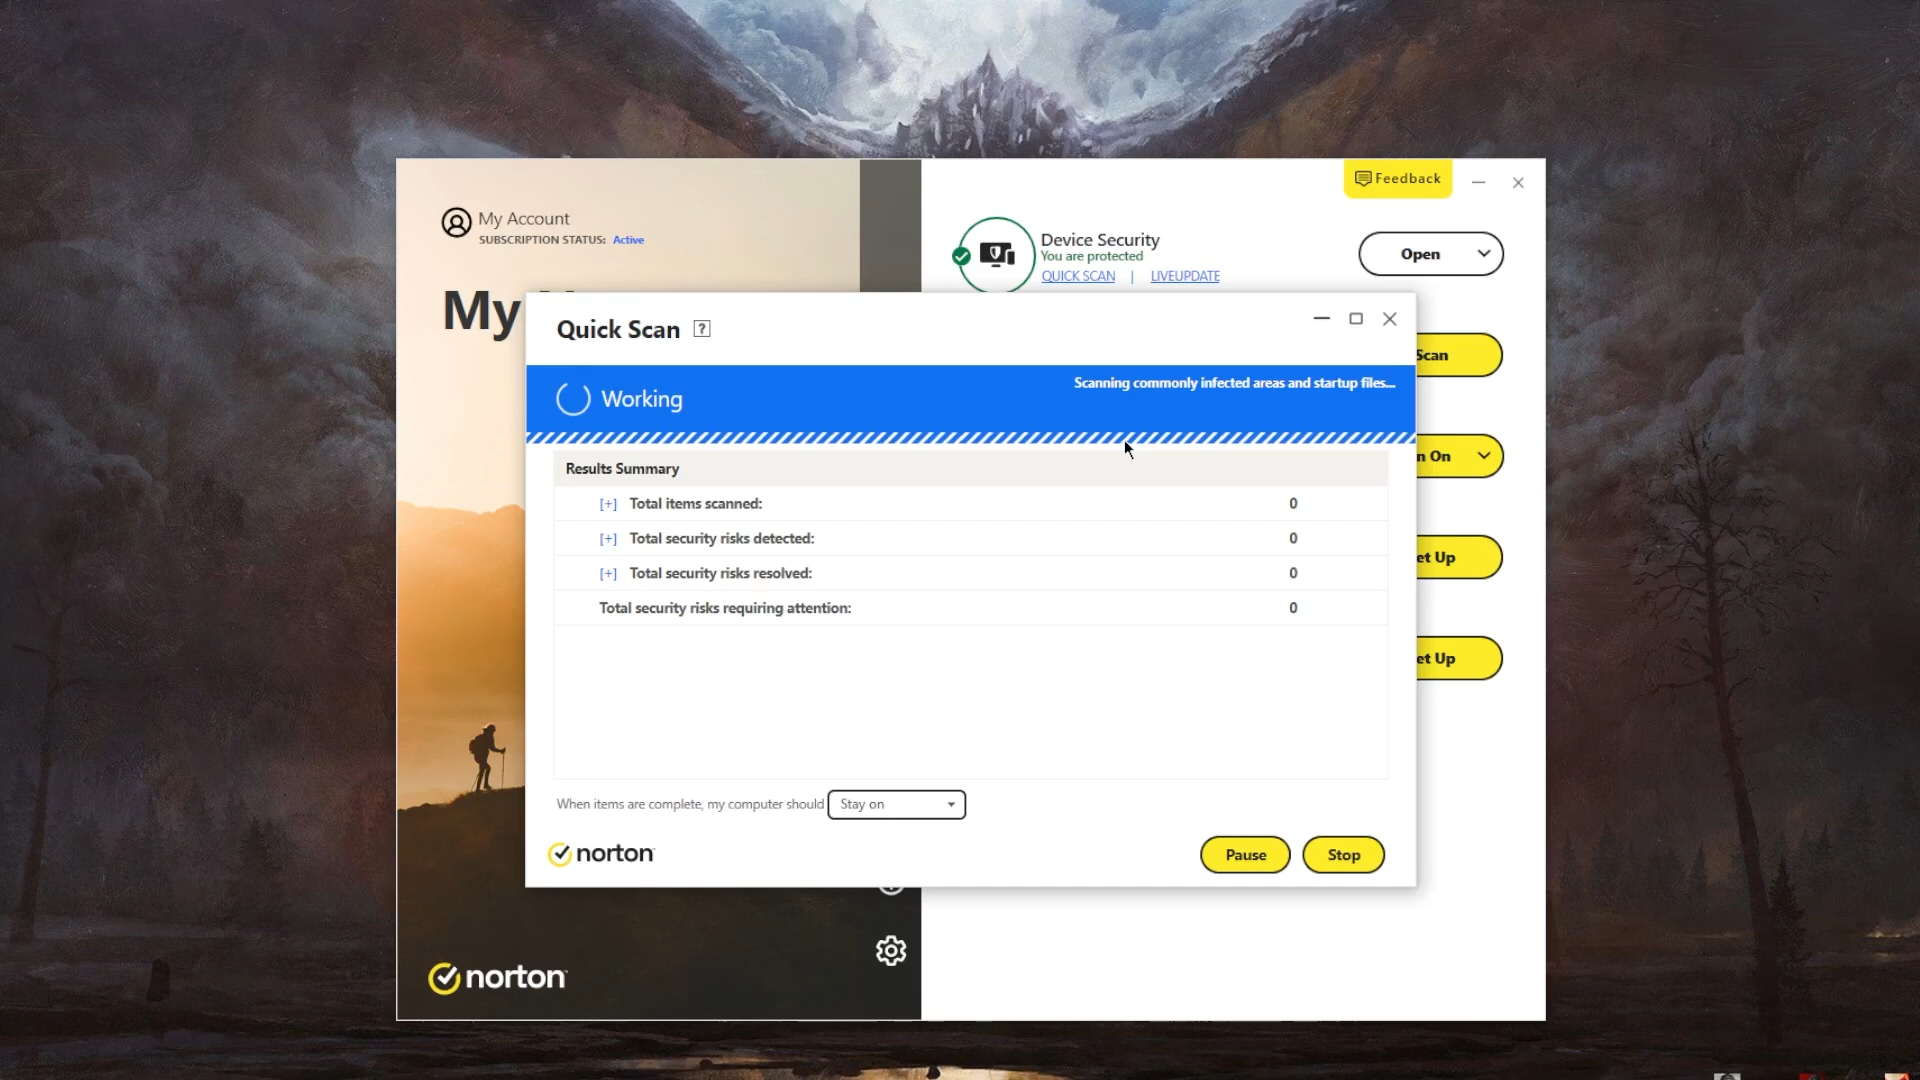 Feedback
My Account
SUBSCRIPTION STATUS: Active
My
Device Security
You are protected
QUICK SCAN | LIVEUPDATE
Open
Quick Scan [?]
Scan
Working
Scanning commonly infected areas and startup files...
n On
Results Summary
[+] Total items scanned: 0
[+] Total security risks detected: 0
et Up
[+] Total security risks resolved: 0
Total security risks requiring attention: 0
et Up
When items are complete, my computer should Stay on
norton
Pause
Stop
norton